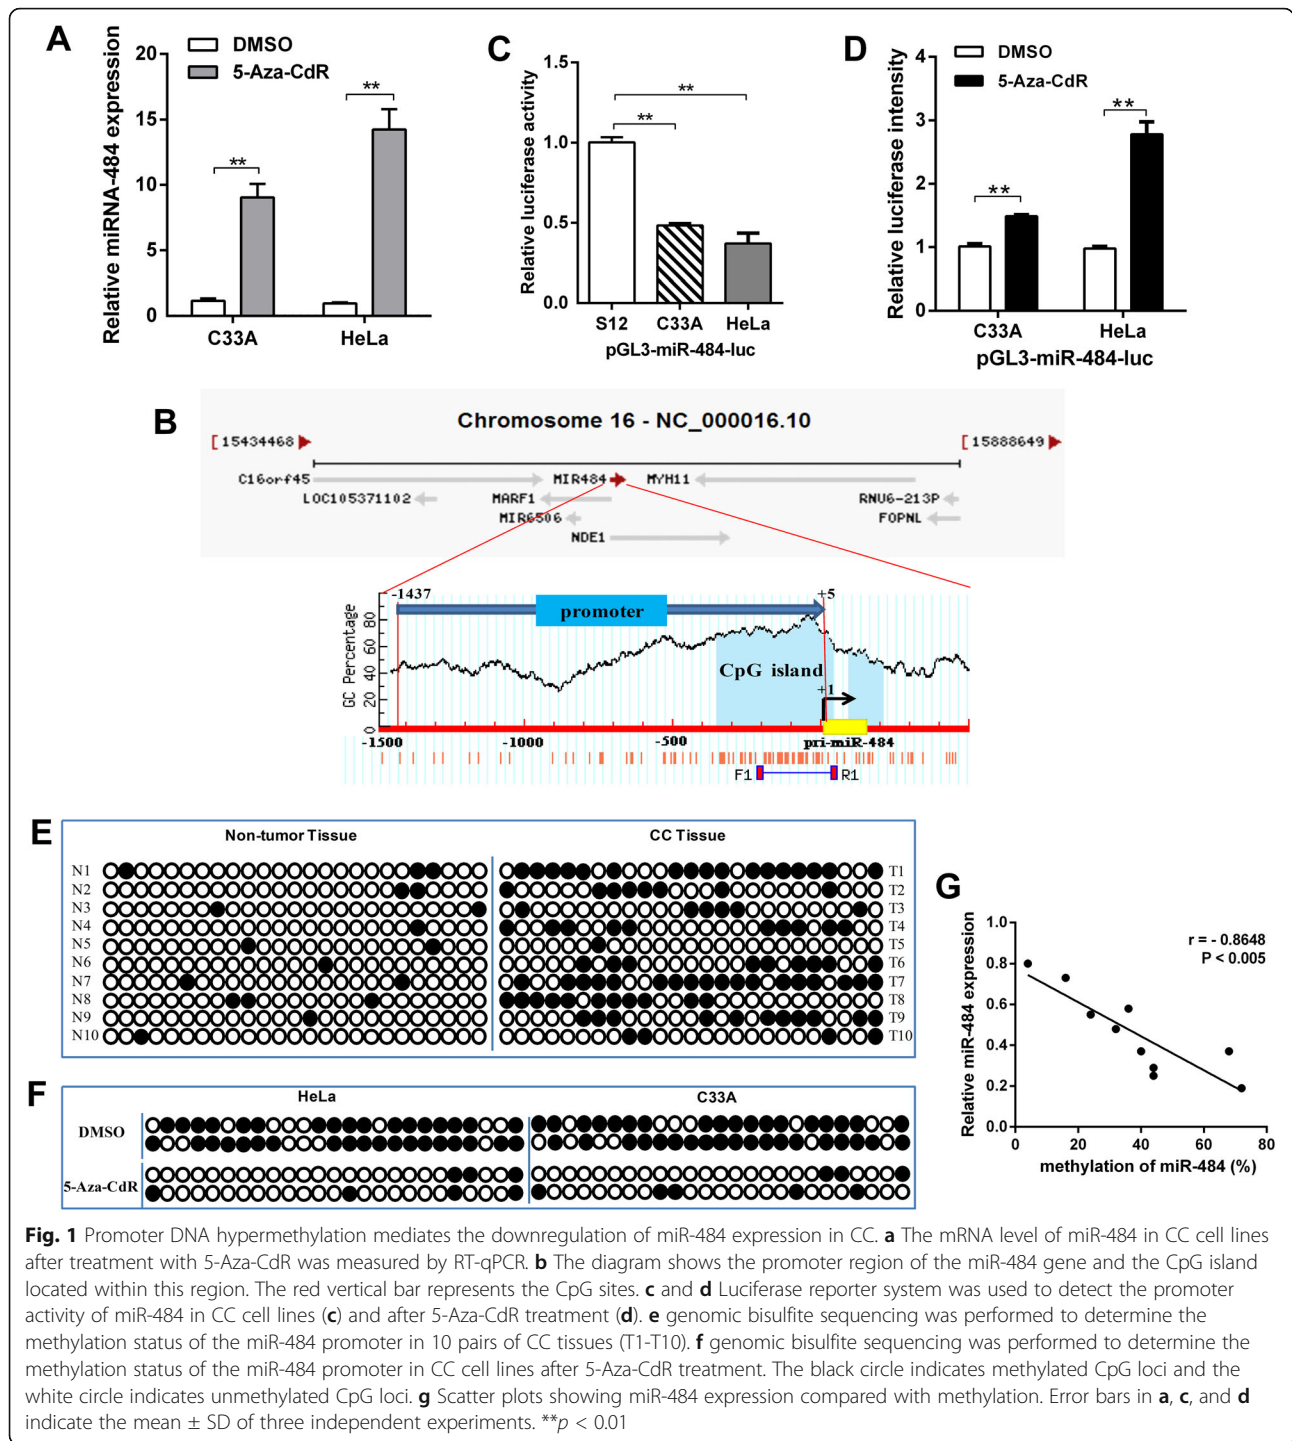 A
DMSO
5-Aza-CdR
Relative miRNA-484 expression
20
15
10
5
0
**
**
C33A
HeLa
C
Relative luciferase activity
1.5
1.0
0.5
0.0
**
**
S12
C33A
HeLa
pGL3-miR-484-luc
D
DMSO
5-Aza-CdR
Relative luciferase intensity
4
3
2
1
0
**
**
C33A
HeLa
pGL3-miR-484-luc
B
Chromosome 16 - NC_000016.10
[ 15434468
[ 15888649
C16orf45
MIR484
MYH11
LOC105371102
MARF1
RNU6-213P
MIR6506
FOPNL
NDE1
-1437
+5
promoter
GC Percentage
80
60
40
20
0
CpG island
+1
-1500
-1000
-500
pri-miR-484
F1
R1
E
Non-tumor Tissue
CC Tissue
N1
T1
N2
T2
N3
T3
N4
T4
N5
T5
N6
T6
N7
T7
N8
T8
N9
T9
N10
T10
F
HeLa
C33A
DMSO
5-Aza-CdR
G
Relative miR-484 expression
1.0
0.8
0.6
0.4
0.2
0.0
r = - 0.8648
P < 0.005
0
20
40
60
80
methylation of miR-484 (%)
Fig. 1 Promoter DNA hypermethylation mediates the downregulation of miR-484 expression in CC. a The mRNA level of miR-484 in CC cell lines
after treatment with 5-Aza-CdR was measured by RT-qPCR. b The diagram shows the promoter region of the miR-484 gene and the CpG island
located within this region. The red vertical bar represents the CpG sites. c and d Luciferase reporter system was used to detect the promoter
activity of miR-484 in CC cell lines (c) and after 5-Aza-CdR treatment (d). e genomic bisulfite sequencing was performed to determine the
methylation status of the miR-484 promoter in 10 pairs of CC tissues (T1-T10). f genomic bisulfite sequencing was performed to determine the
methylation status of the miR-484 promoter in CC cell lines after 5-Aza-CdR treatment. The black circle indicates methylated CpG loci and the
white circle indicates unmethylated CpG loci. g Scatter plots showing miR-484 expression compared with methylation. Error bars in a, c, and d
indicate the mean ± SD of three independent experiments. **p < 0.01